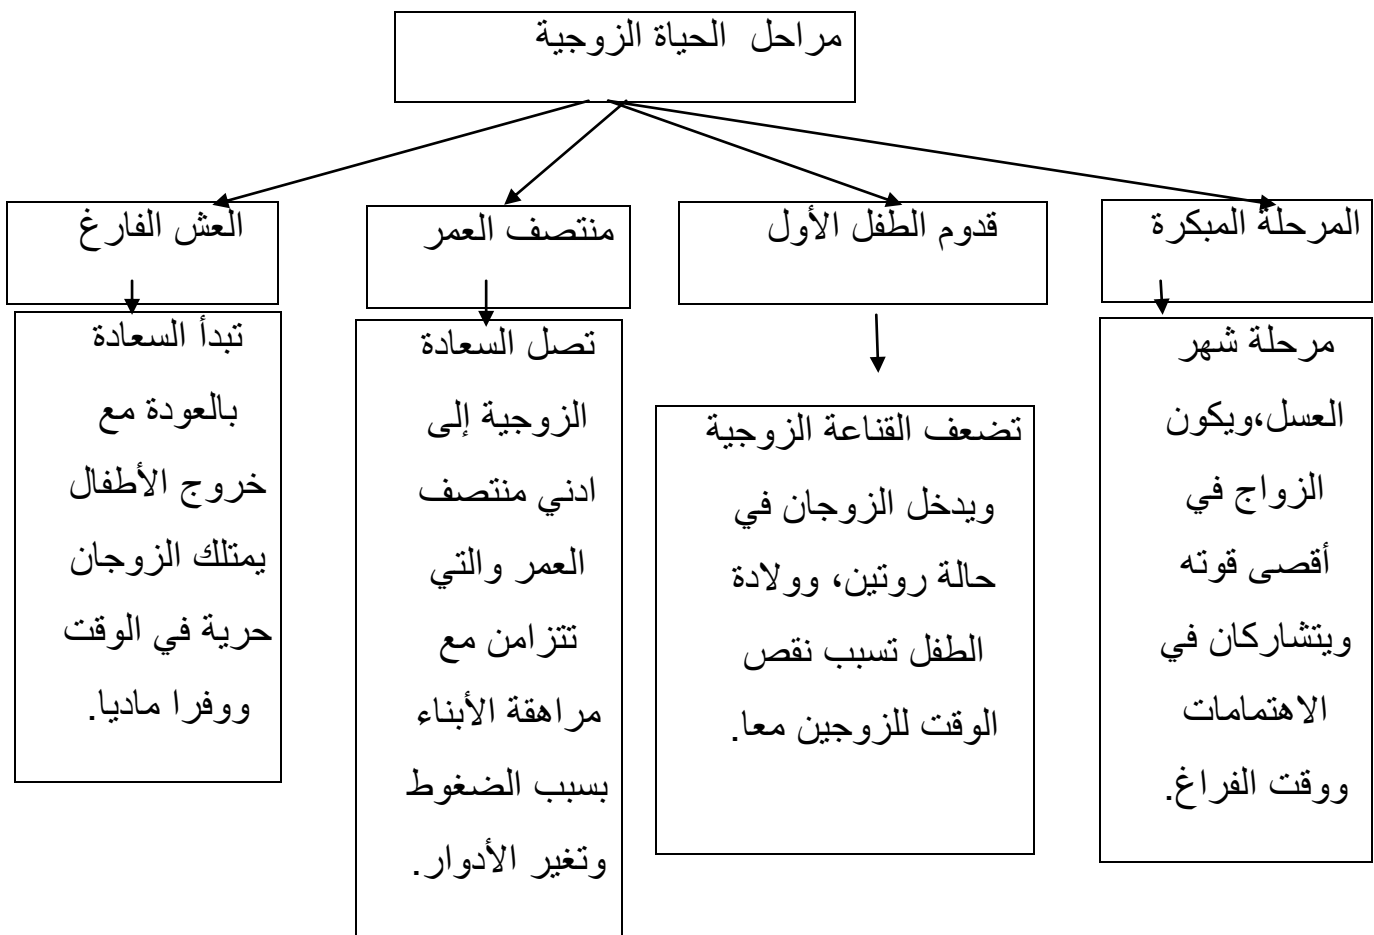 مراحل الحياة الزوجية
المرحلة المبكرة
قدوم الطفل الأول
منتصف العمر
العش الفارغ
مرحلة شهر
العسل،ويكون
الزواج في
أقصى قوته
ويتشاركان في
الاهتمامات
ووقت الفراغ.
تضعف القناعة الزوجية
ويدخل الزوجان في
حالة روتين، وولادة
الطفل تسبب نقص
الوقت للزوجين معا.
تصل السعادة
الزوجية إلى
ادني منتصف
العمر والتي
تتزامن مع
مراهقة الأبناء
بسبب الضغوط
وتغير الأدوار.
تبدأ السعادة
بالعودة مع
خروج الأطفال
يمتلك الزوجان
حرية في الوقت
ووفرا ماديا.